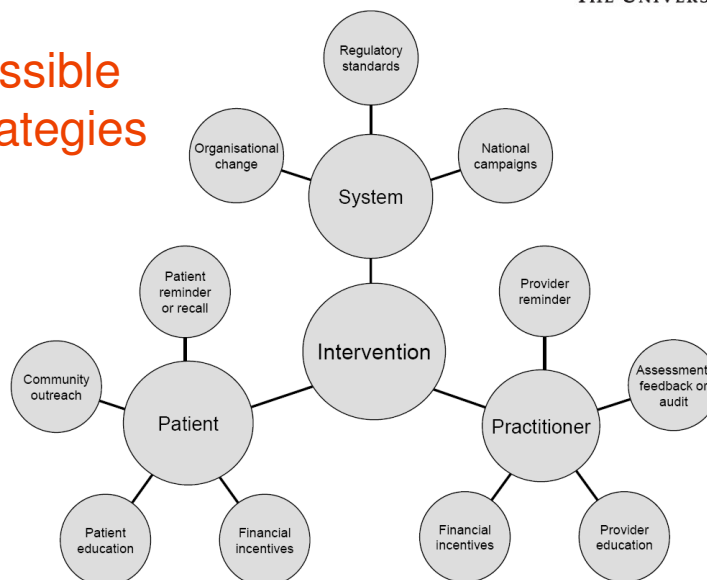 THE UNIVERS
ssible
rategies
Regulatory
standards
Organisational
change
National
campaigns
System
Patient
reminder
or recall
Provider
reminder
Intervention
Community
outreach
Assessment
feedback or
audit
Patient
Practitioner
Patient
education
Financial
incentives
Financial
incentives
Provider
education